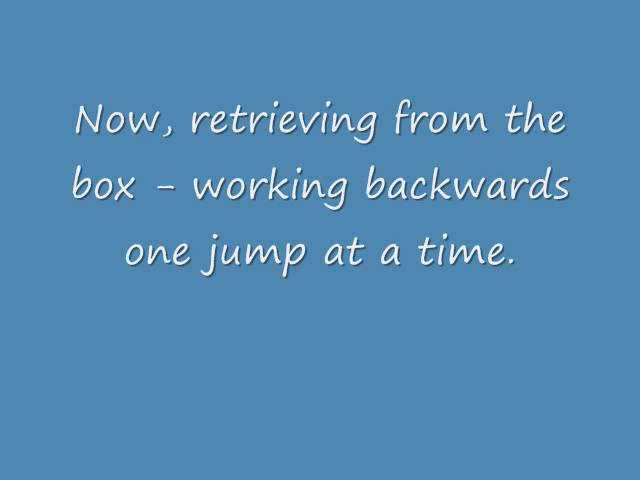 Now, retrieving from the
box - working backwards
one jump at a time.